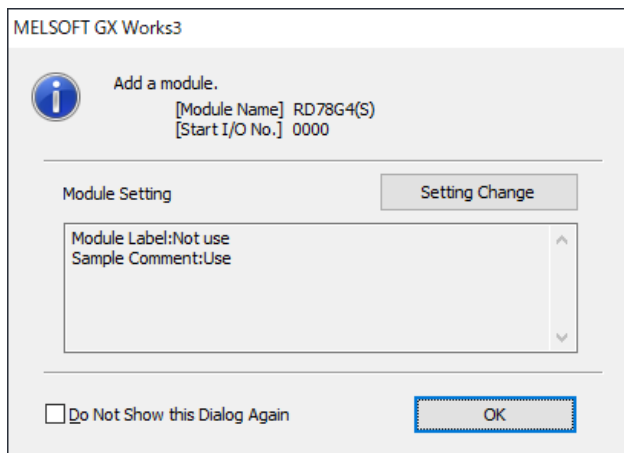 MELSOFT GX Works3
Add a module.
[Module Name] RD78G4(S)
[Start I/O No.] 0000
Module Setting
Setting Change
Module Label:Not use
Sample Comment:Use
Do Not Show this Dialog Again
OK